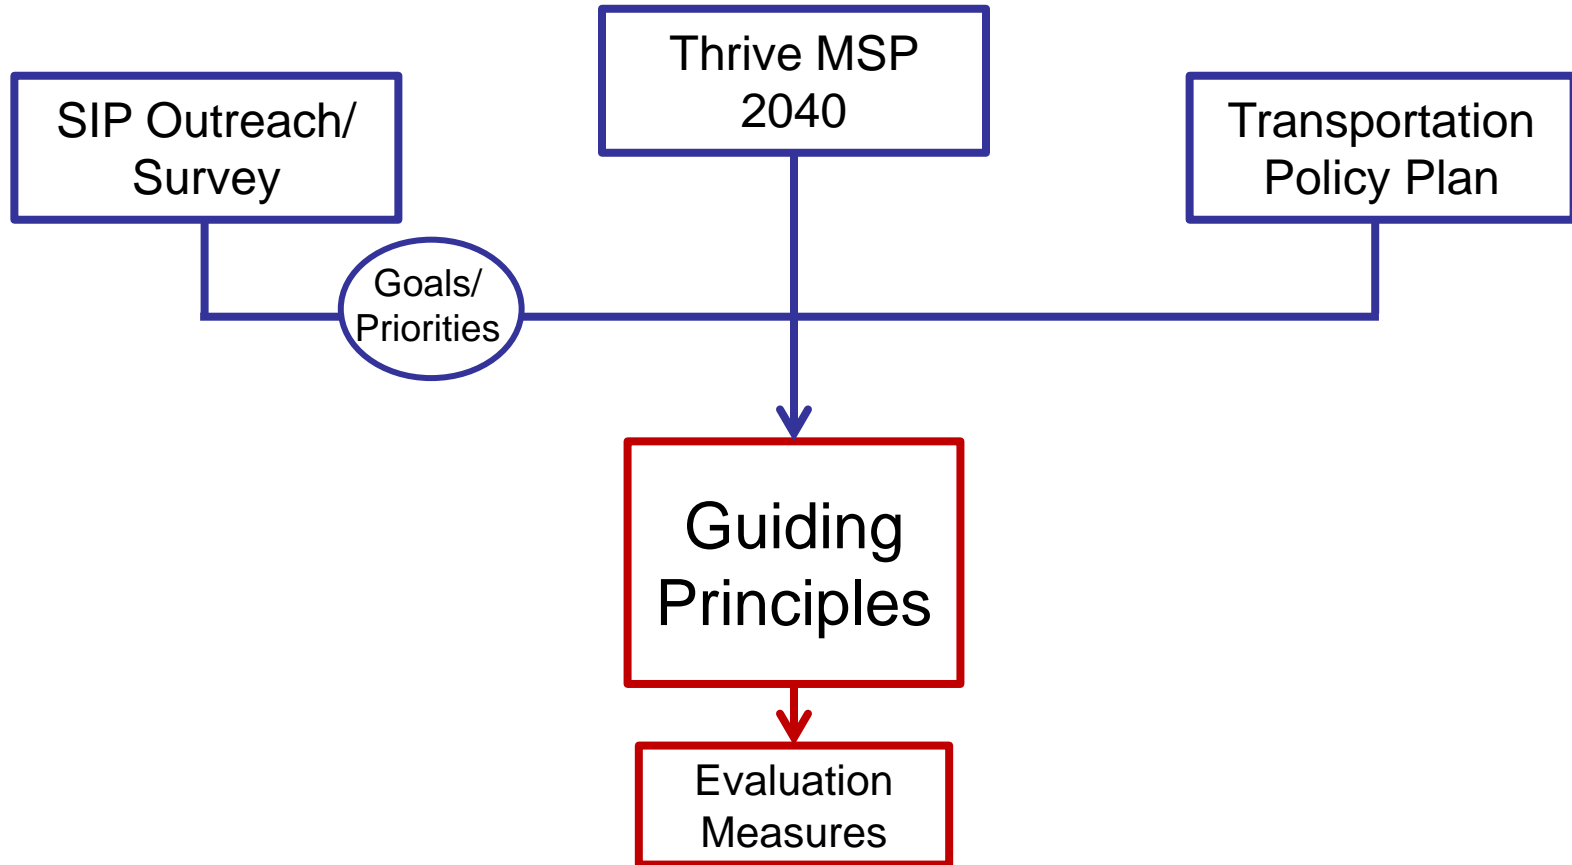 SIP Outreach/
Survey
Thrive MSP
2040
Transportation
Policy Plan
Goals/
Priorities
Guiding
Principles
Evaluation
Measures